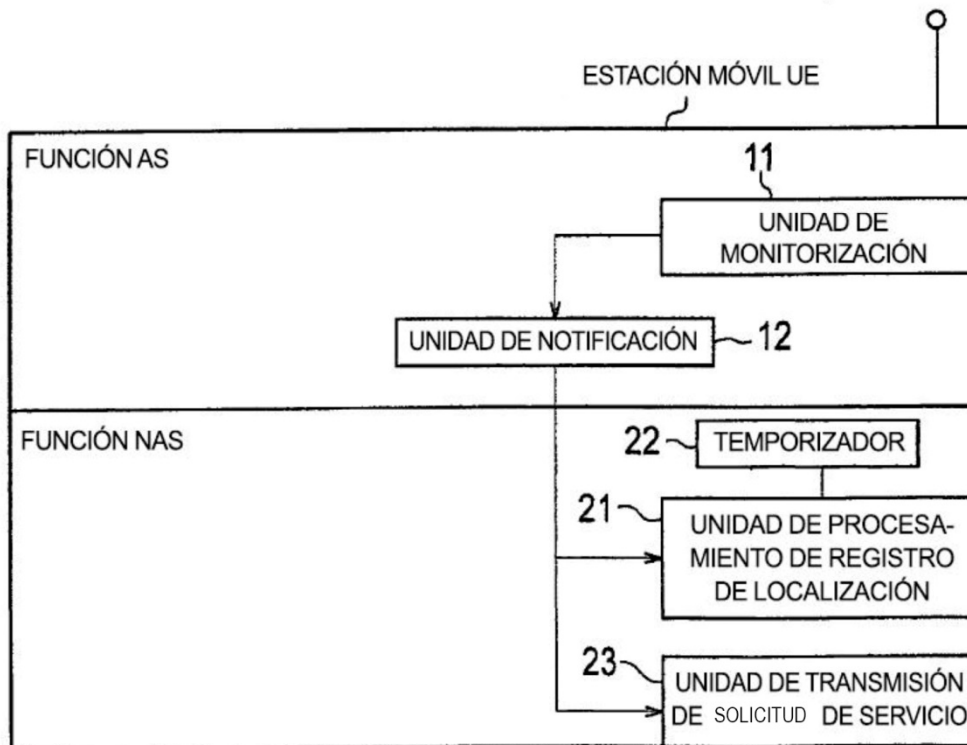 ESTACIÓN MÓVIL UE
FUNCIÓN AS
11
UNIDAD DE
MONITORIZACIÓN
UNIDAD DE NOTIFICACIÓN
12
FUNCIÓN NAS
22
TEMPORIZADOR
21
UNIDAD DE PROCESA-
MIENTO DE REGISTRO
DE LOCALIZACIÓN
23
UNIDAD DE TRANSMISIÓN
DE SOLICITUD DE SERVICIO